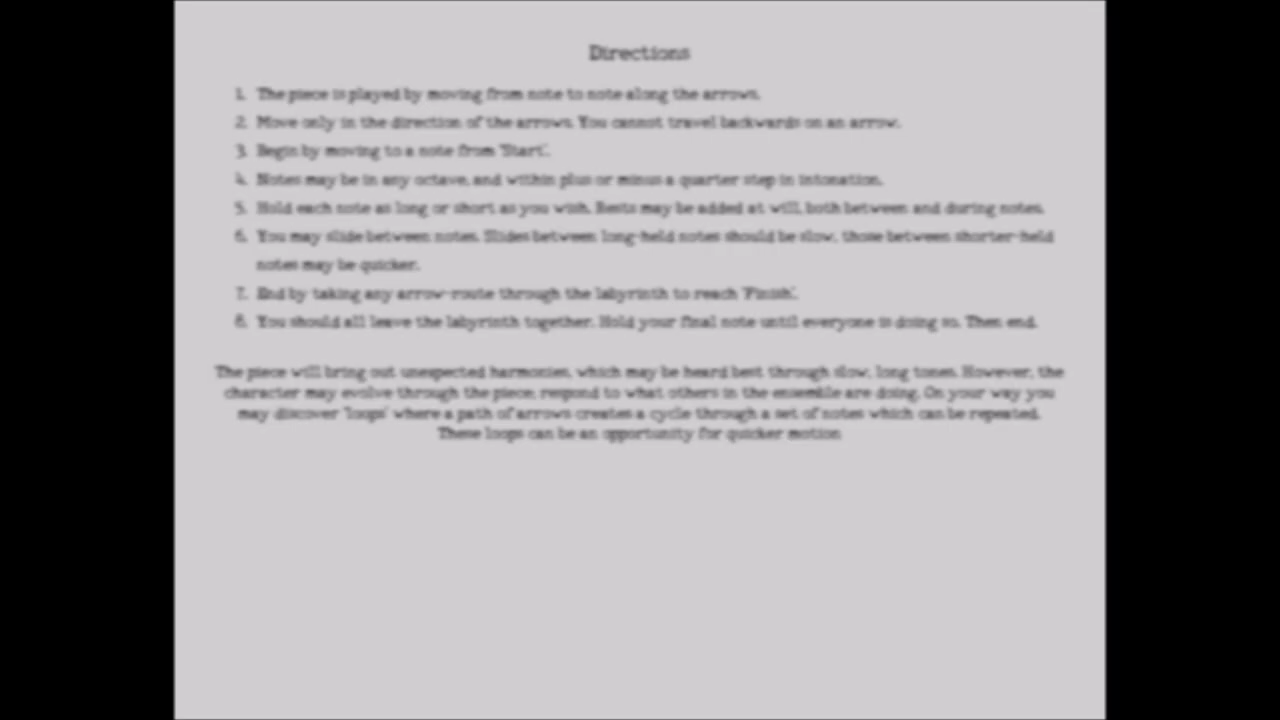 Directions
1. The piece is played by moving from note to note along the arrows.
2. Move only in the direction of the arrows. You cannot travel backwards on an arrow.
3. Begin by moving to a note from 'Start'.
4. Notes may be in any octave, and within plus or minus a quarter step in intonation.
5. Hold each note as long or short as you wish. Rests may be added at will, both between and during notes.
6. You may slide between notes. Slides between long-held notes should be slow, those between shorter-held
notes may be quicker.
7. End by taking any arrow-route through the labyrinth to reach 'Finish'.
8. You should all leave the labyrinth together. Hold your final note until everyone is doing so. Then end.
The piece will bring out unexpected harmonies, which may be heard best through slow, long tones. However, the
character may evolve through the piece, respond to what others in the ensemble are doing. On your way you
may discover 'loops' where a path of arrows creates a cycle through a set of notes which can be repeated.
These loops can be an opportunity for quicker motion